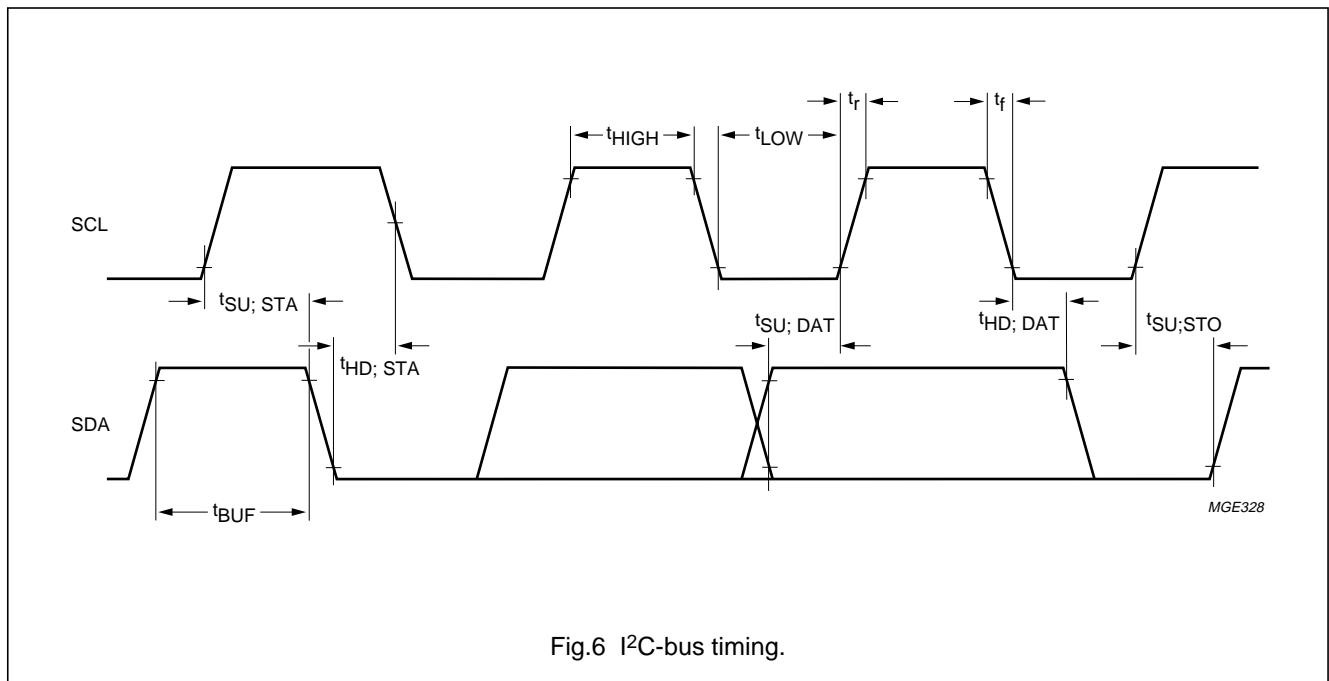 tr
tf
tHIGH
tLOW
SCL
tSU; STA
tSU; DAT
tHD; DAT
tSU;STO
tHD; STA
SDA
tBUF
MGE328
Fig.6 I2C-bus timing.